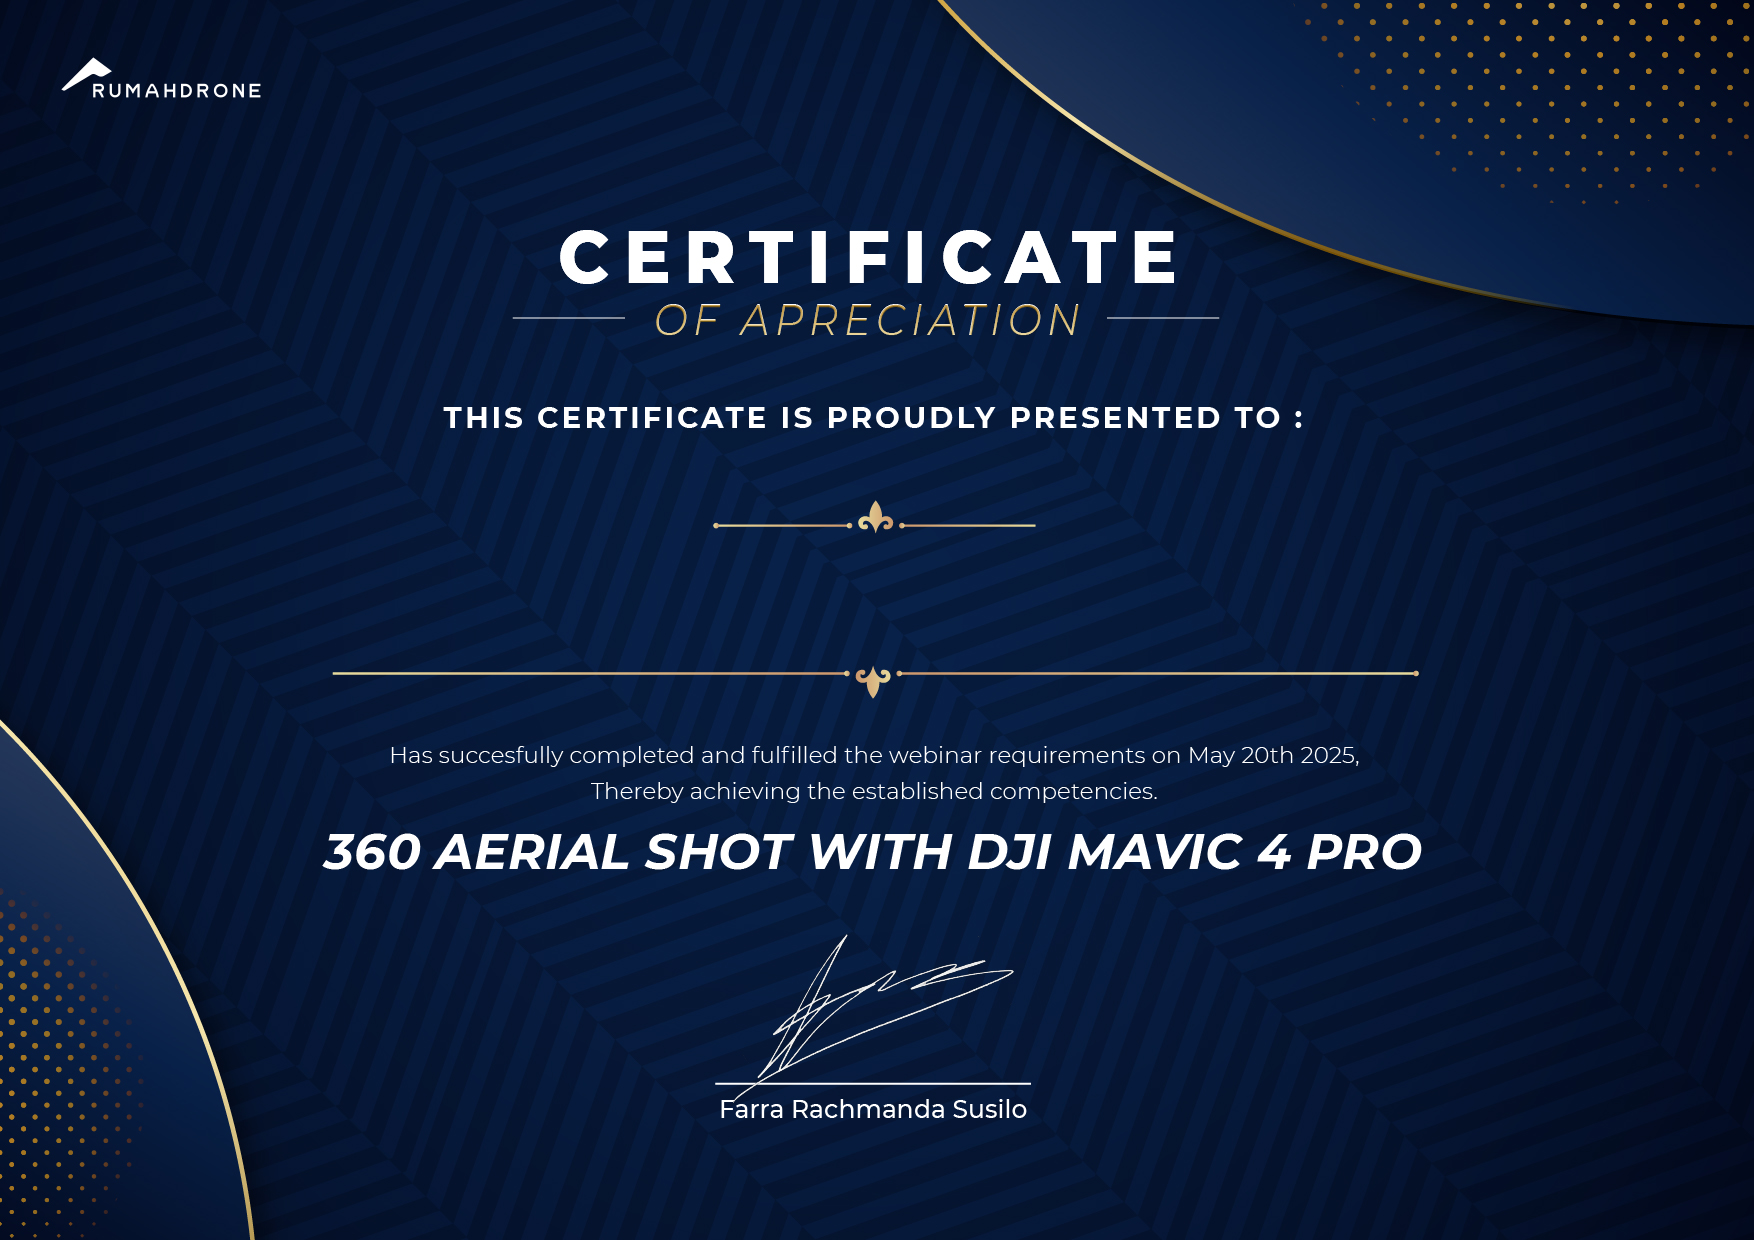 RUMAHDRONE
CERTIFICATE
OF APRECIATION
THIS CERTIFICATE IS PROUDLY PRESENTED TO :
Has succesfully completed and fulfilled the webinar requirements on May 20th 2025,
Thereby achieving the established competencies.
360 AERIAL SHOT WITH DJI MAVIC 4 PRO
Farra Rachmanda Susilo